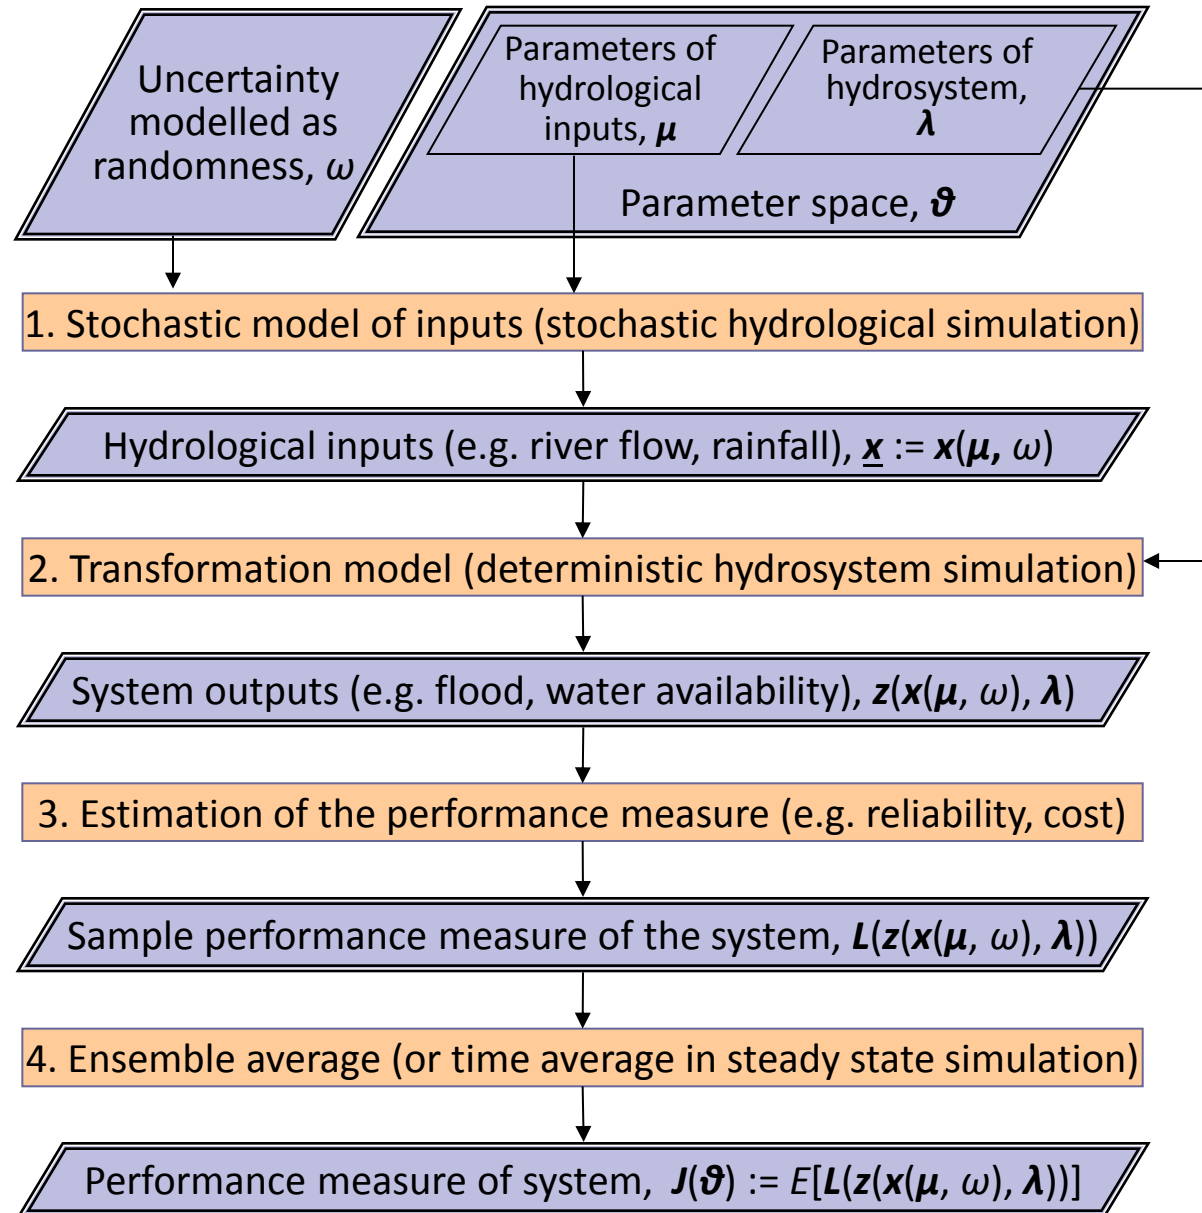 Uncertainty
modelled as
randomness, ω
Parameters of
hydrological
inputs, μ
Parameters of
hydrosystem,
λ
Parameter space, ϑ
1. Stochastic model of inputs (stochastic hydrological simulation)
Hydrological inputs (e.g. river flow, rainfall), x := x(μ, ω)
2. Transformation model (deterministic hydrosystem simulation)
System outputs (e.g. flood, water availability), z(x(μ, ω), λ)
3. Estimation of the performance measure (e.g. reliability, cost)
Sample performance measure of the system, L(z(x(μ, ω), λ))
4. Ensemble average (or time average in steady state simulation)
Performance measure of system, J(ϑ) := E[L(z(x(μ, ω), λ))]